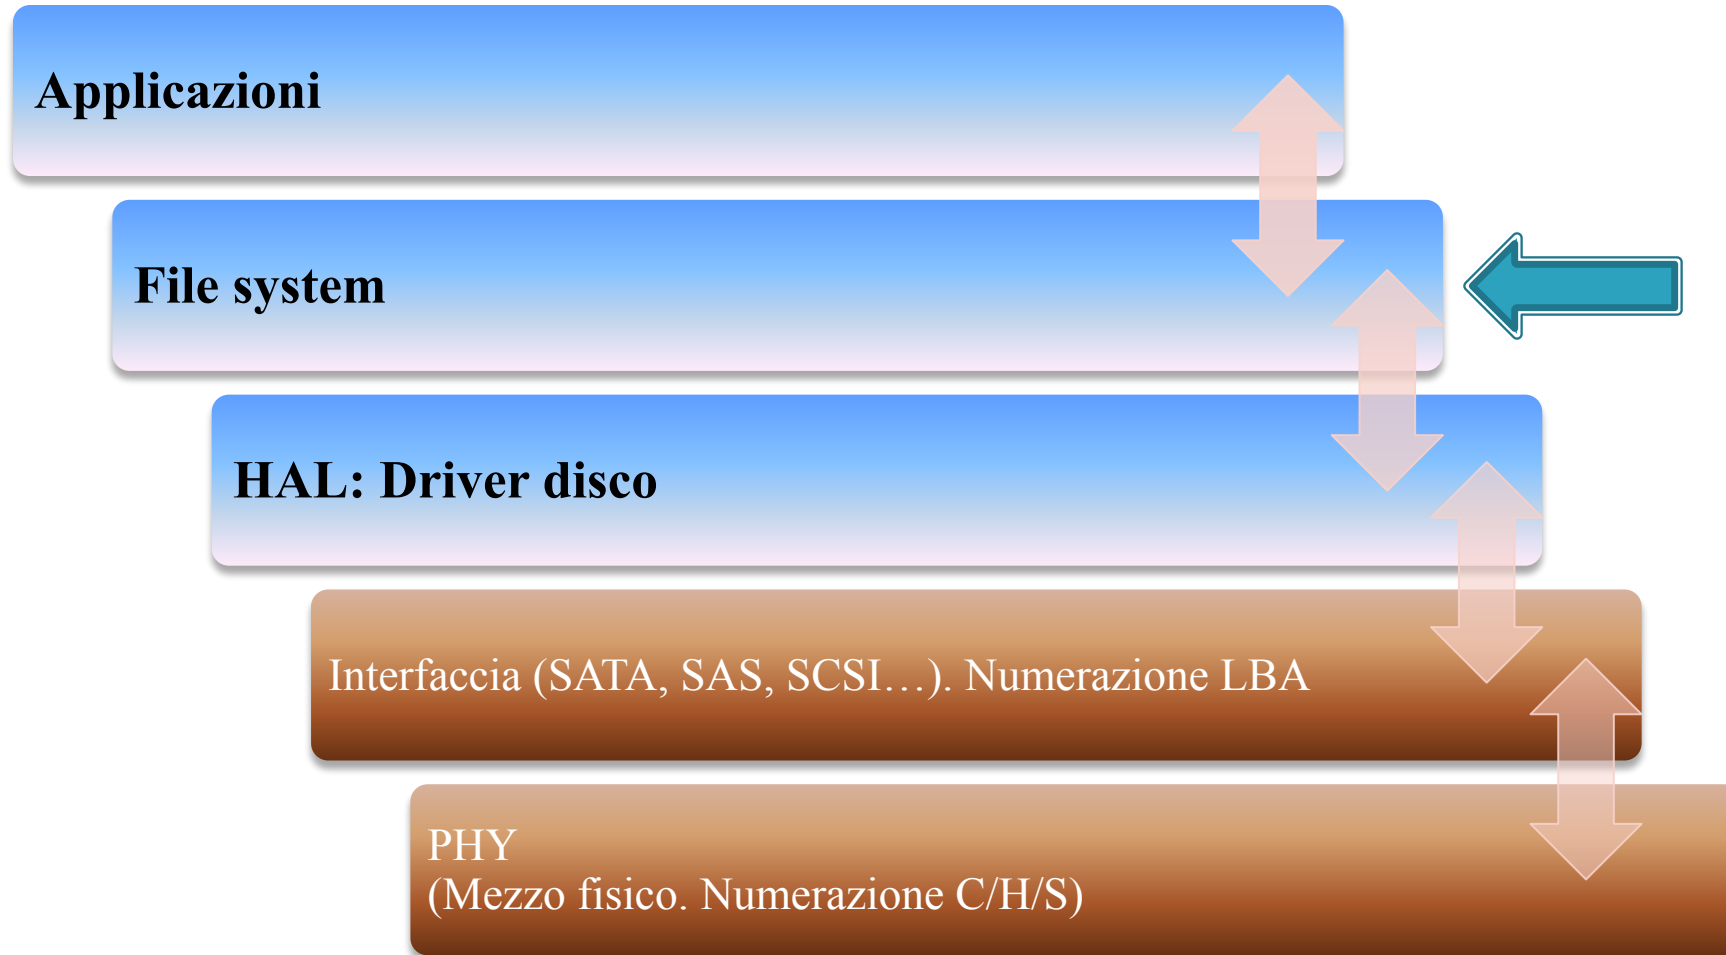 Applicazioni
File system
HAL: Driver disco
Interfaccia (SATA, SAS, SCSI…). Numerazione LBA
PHY
(Mezzo fisico. Numerazione C/H/S)